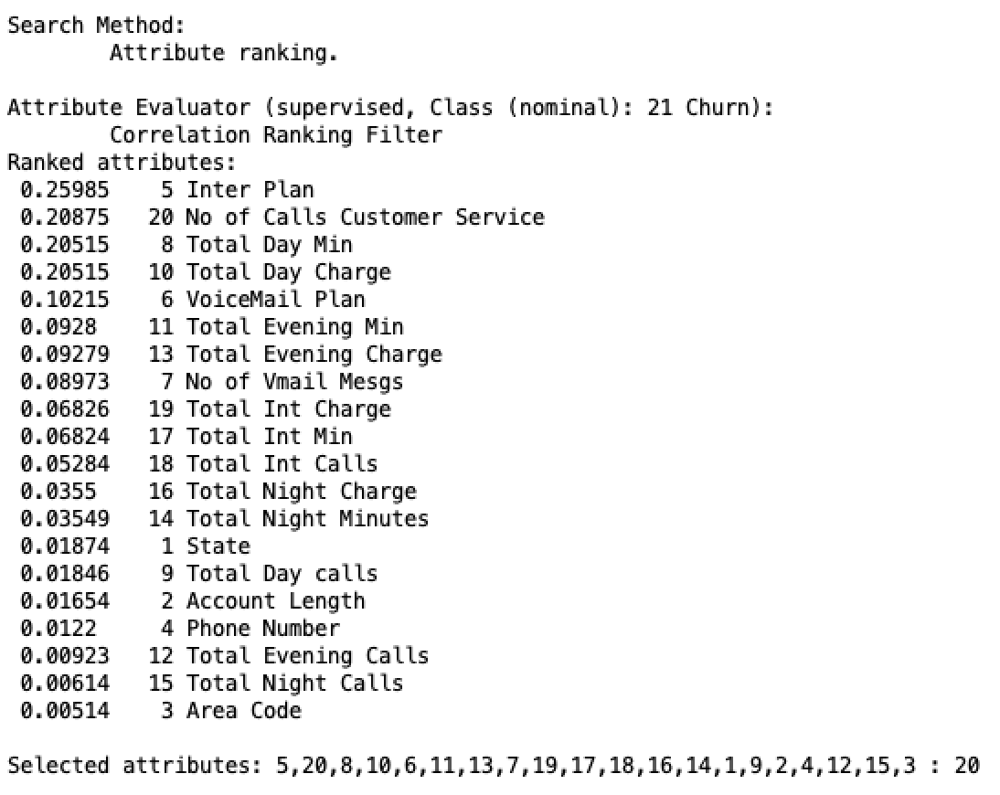 Search Method:
Attribute ranking.
Attribute Evaluator (supervised, Class (nominal): 21 Churn):
Correlation Ranking Filter
Ranked attributes:
0.25985 5 Inter Plan
0.20875 20 No of Calls Customer Service
0.20515 8 Total Day Min
0.20515 10 Total Day Charge
0.10215 6 VoiceMail Plan
0.0928 11 Total Evening Min
0.09279 13 Total Evening Charge
0.08973 7 No of Vmail Mesgs
0.06826 19 Total Int Charge
0.06824 17 Total Int Min
0.05284 18 Total Int Calls
0.0355 16 Total Night Charge
0.03549 14 Total Night Minutes
0.01874 1 State
0.01846 9 Total Day calls
0.01654 2 Account Length
0.0122 4 Phone Number
0.00923 12 Total Evening Calls
0.00614 15 Total Night Calls
0.00514 3 Area Code
Selected attributes: 5,20,8,10,6,11,13,7,19,17,18,16,14,1,9,2,4,12,15,3 : 20